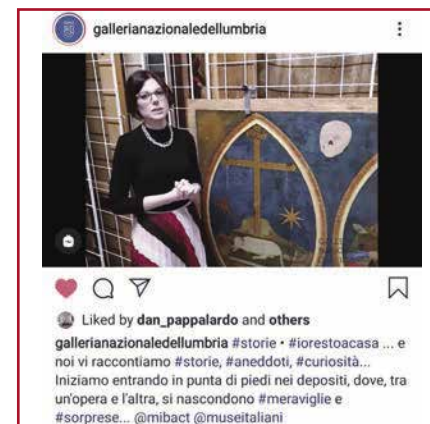 gallerianazionaledellumbria
Liked by dan_pappalardo and others
gallerianazionaledellumbria #storie • #iorestoacasa ... e
noi vi raccontiamo #storie, #aneddoti, #curiosità...
Iniziamo entrando in punta di piedi nei depositi, dove, tra
un'opera e l'altra, si nascondono #meraviglie e
#sorprese... @mibact @museitaliani